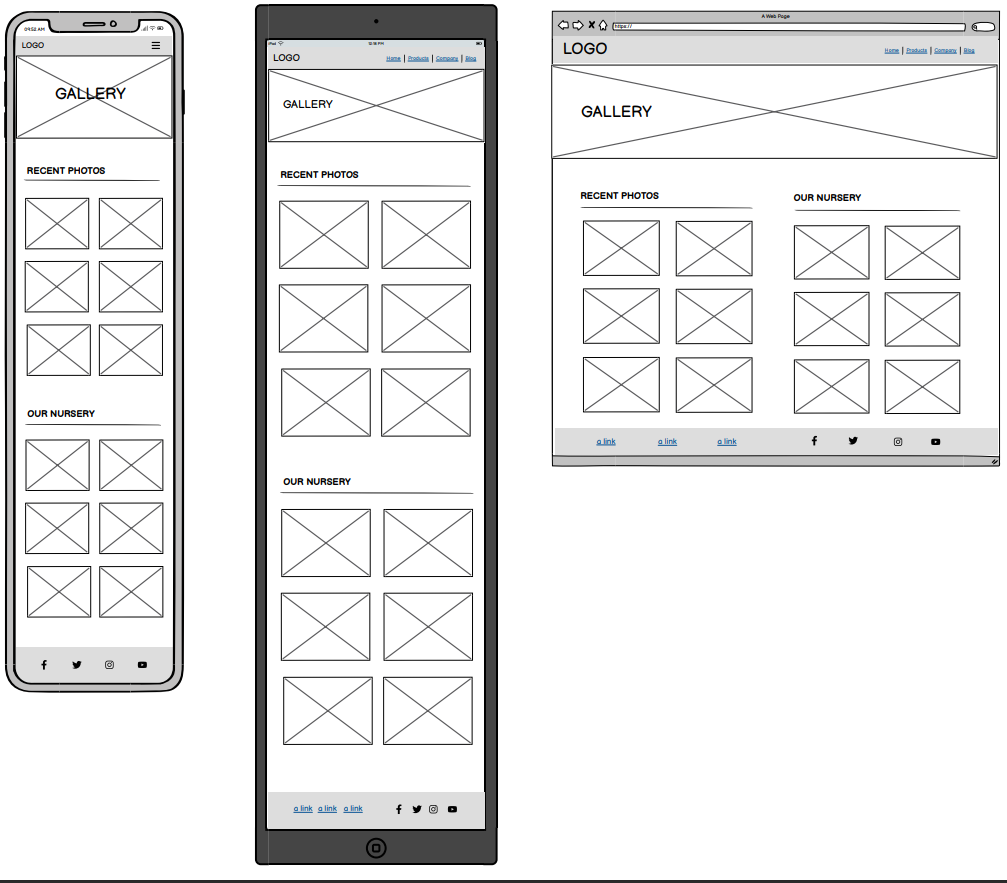 09:52 AM
LOGO
GALLERY
RECENT PHOTOS
OUR NURSERY
iPad
12:18 PM
LOGO
Home | Products | Company | Blog
GALLERY
RECENT PHOTOS
OUR NURSERY
a link a link a link
A Web Page
https://
LOGO
Home | Products | Company | Blog
GALLERY
RECENT PHOTOS
OUR NURSERY
a link a link a link